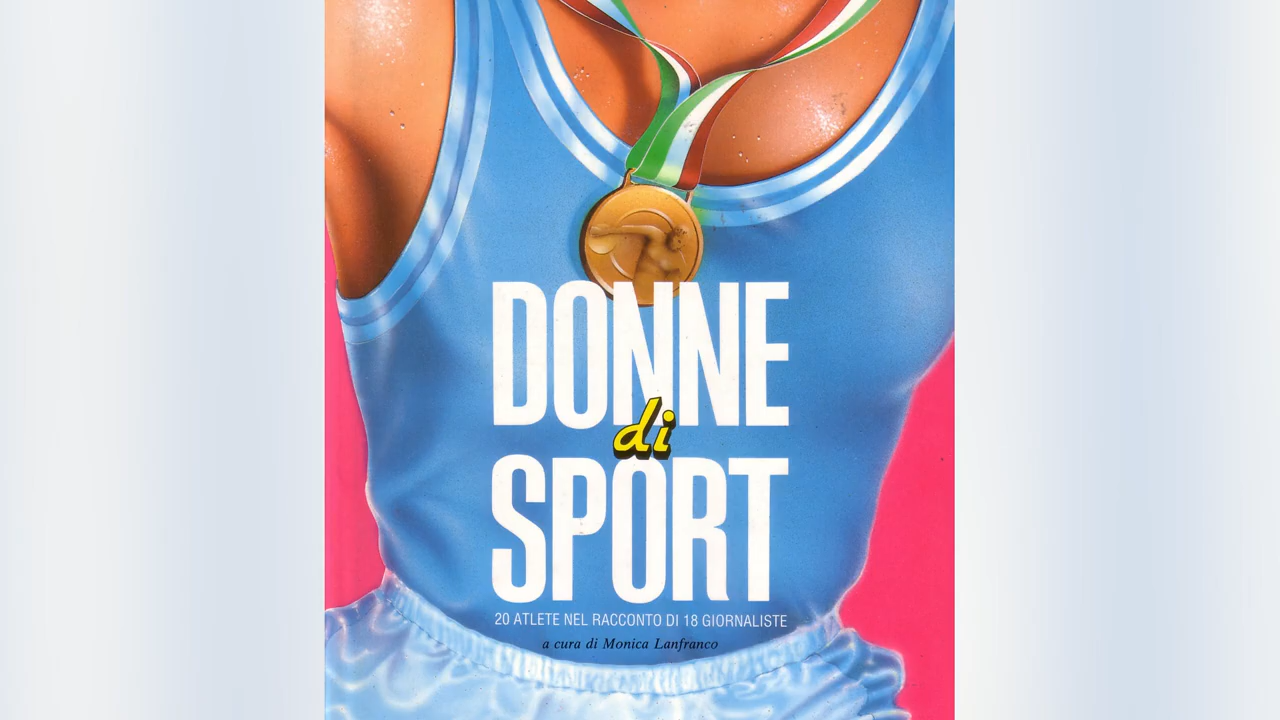 DONNE
di
SPORT
20 ATLETE NEL RACCONTO DI 18 GIORNALISTE
a cura di Monica Lanfranco